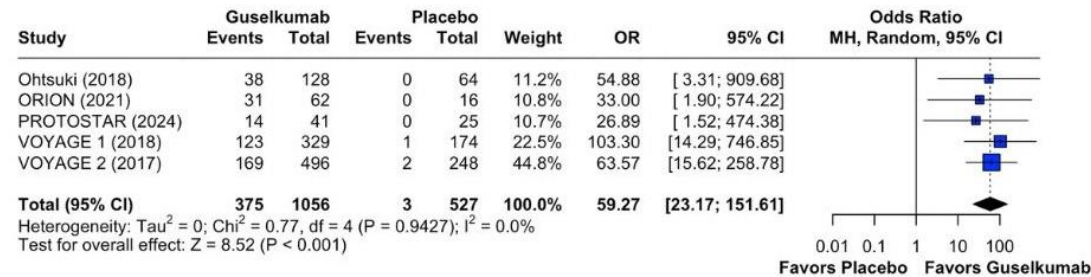 Guselkumab Placebo Odds Ratio
Study Events Total Events Total Weight OR 95% CI MH, Random, 95% CI
Ohtsuki (2018) 38 128 0 64 11.2% 54.88 [ 3.31; 909.68]
ORION (2021) 31 62 0 16 10.8% 33.00 [ 1.90; 574.22]
PROTOSTAR (2024) 14 41 0 25 10.7% 26.89 [ 1.52; 474.38]
VOYAGE 1 (2018) 123 329 1 174 22.5% 103.30 [14.29; 746.85]
VOYAGE 2 (2017) 169 496 2 248 44.8% 63.57 [15.62; 258.78]
Total (95% CI) 375 1056 3 527 100.0% 59.27 [23.17; 151.61]
Heterogeneity: Tau² = 0; Chi² = 0.77, df = 4 (P = 0.9427); I² = 0.0%
Test for overall effect: Z = 8.52 (P < 0.001)
0.01 0.1 1 10 100
Favors Placebo Favors Guselkumab